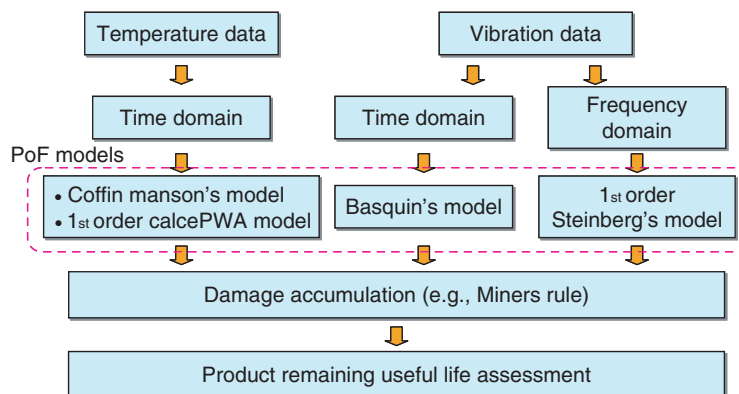 Temperature data
Vibration data
Time domain
Time domain
Frequency
domain
PoF models
• Coffin manson's model
• 1st order calcePWA model
Basquin's model
1st order
Steinberg's model
Damage accumulation (e.g., Miners rule)
Product remaining useful life assessment